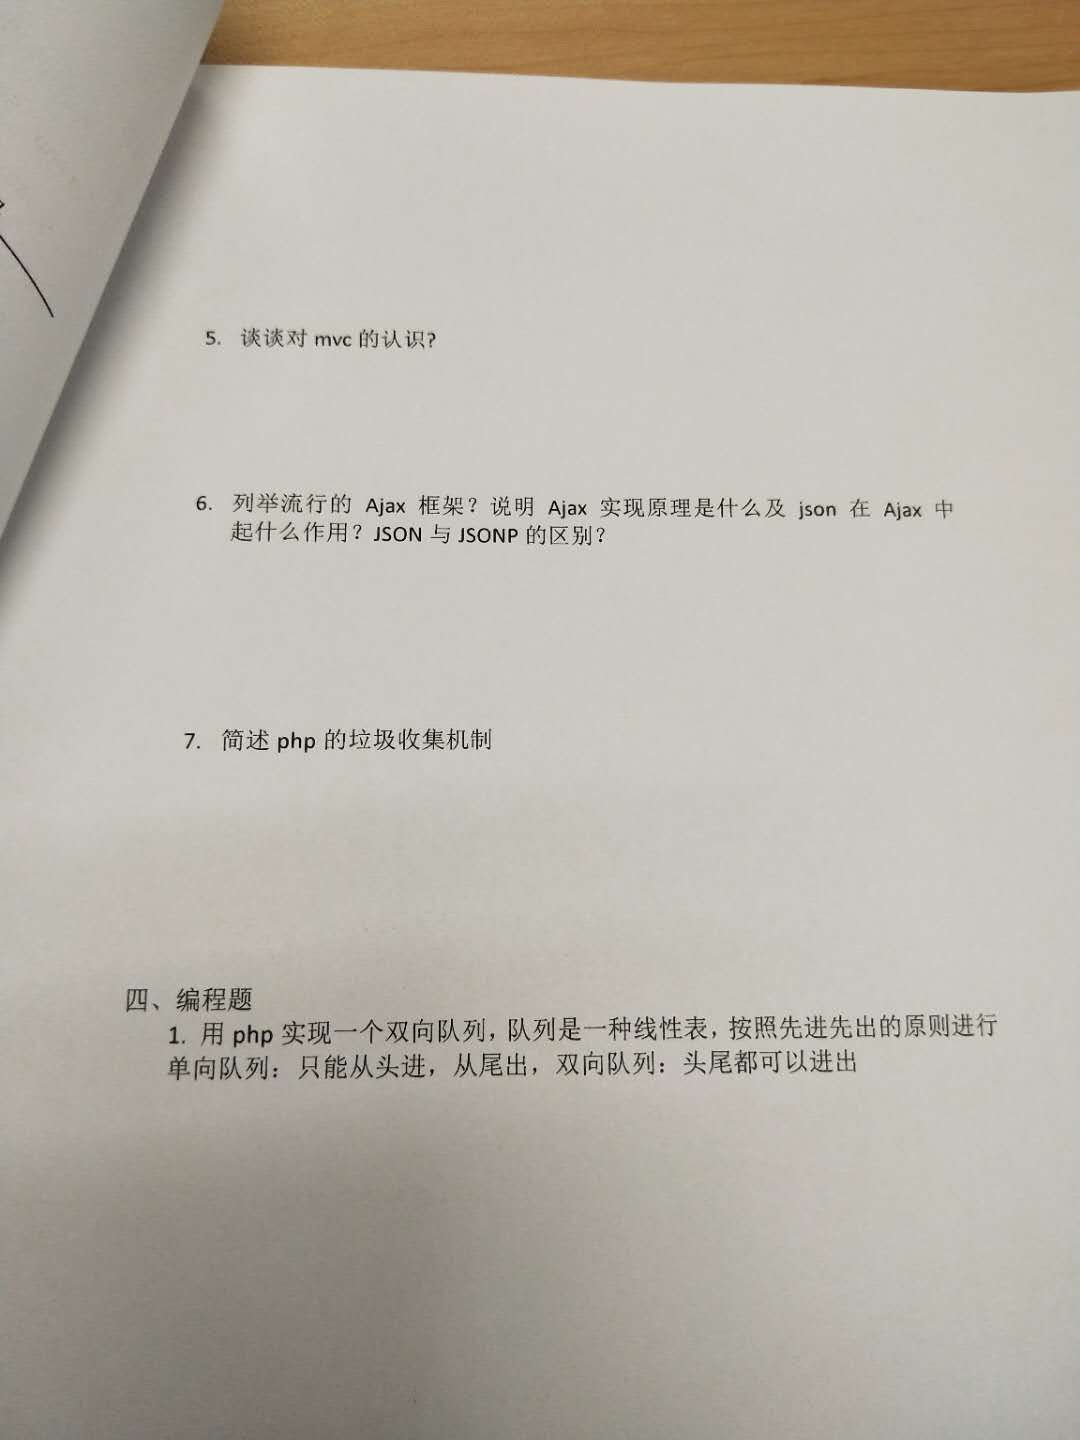 5. 谈谈对 mvc 的认识?
6. 列举流行的 Ajax 框架？说明 Ajax 实现原理是什么及 json 在 Ajax 中
起什么作用？JSON 与 JSONP 的区别？
7. 简述 php 的垃圾收集机制
四、编程题
1. 用 php 实现一个双向队列，队列是一种线性表，按照先进先出的原则进行
单向队列：只能从头进，从尾出，双向队列：头尾都可以进出